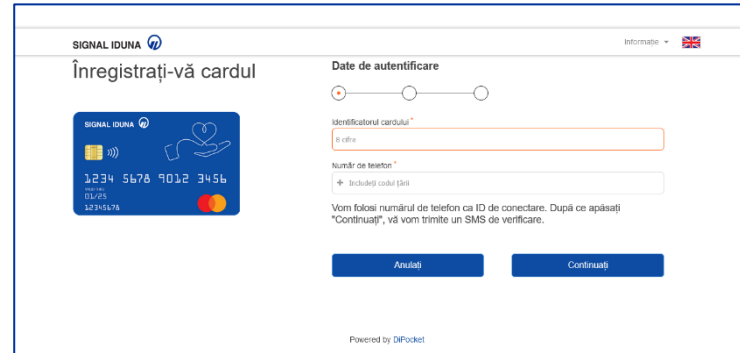 SIGNAL IDUNA
Informație
Înregistrați-vă cardul
SIGNAL IDUNA
1234 5678 9012 3456
01/25
12345678
Date de autentificare
Identificatorul cardului *
8 cifre
Număr de telefon *
+ Includeți codul țării
Vom folosi numărul de telefon ca ID de conectare. După ce apăsați
"Continuați", vă vom trimite un SMS de verificare.
Anulați
Continuați
Powered by DiPocket